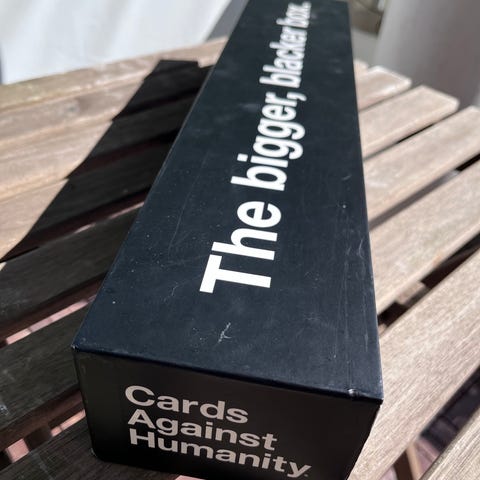 The bigger, blacker box.
Cards
Against
Humanity.